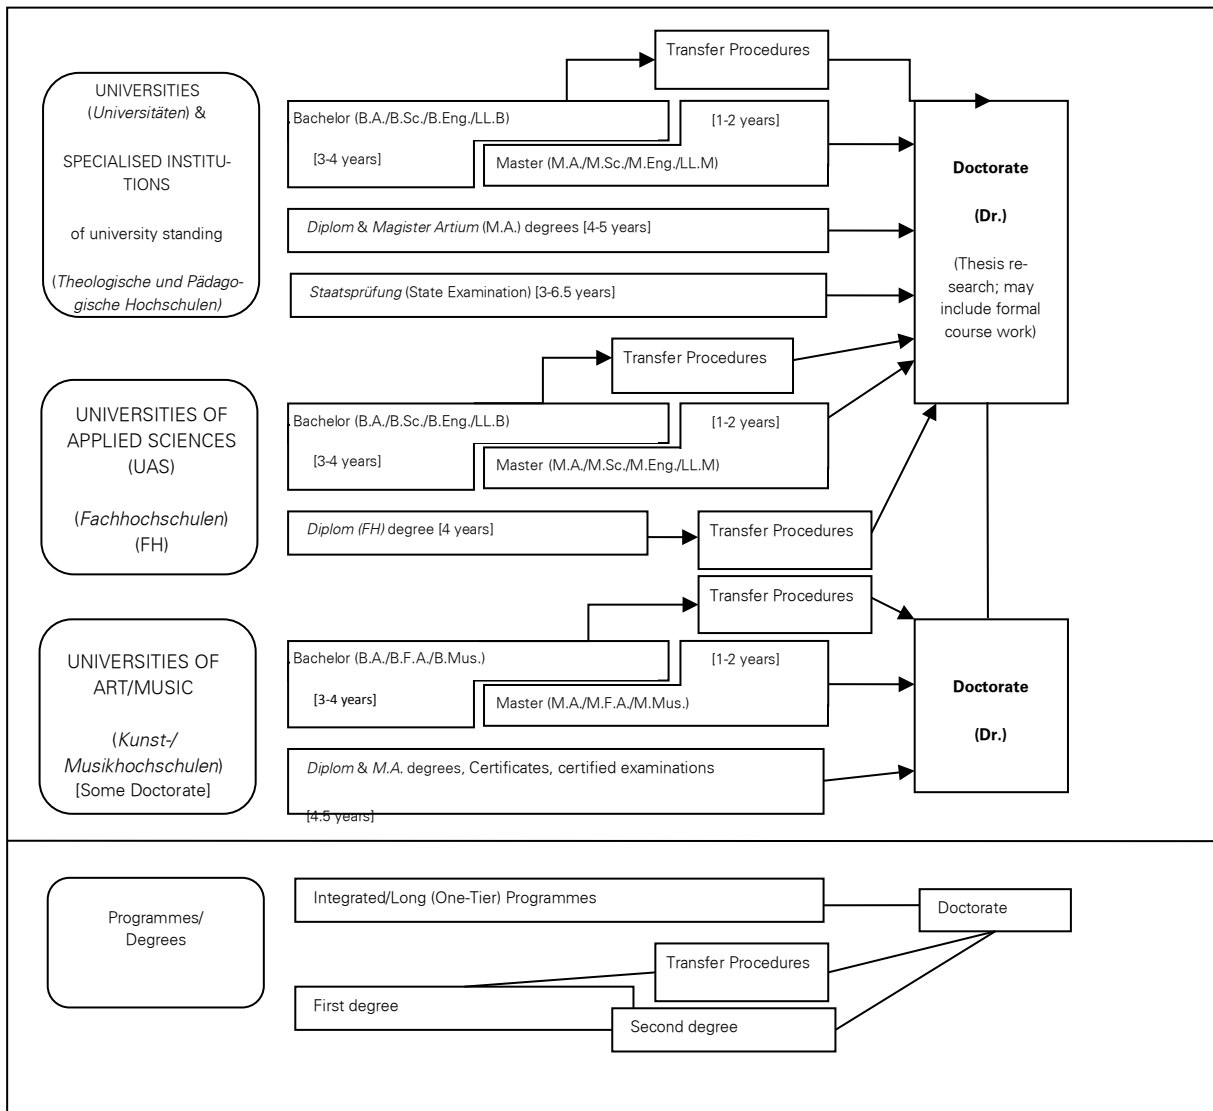 Transfer Procedures
UNIVERSITIES
(Universitäten) &
SPECIALISED INSTITU-
TIONS
of university standing
(Theologische und Pädago-
gische Hochschulen)
Bachelor (B.A./B.Sc./B.Eng./LL.B)
[3-4 years]
[1-2 years]
Master (M.A./M.Sc./M.Eng./LL.M)
Diplom & Magister Artium (M.A.) degrees [4-5 years]
Staatsprüfung (State Examination) [3-6.5 years]
Doctorate
(Dr.)
(Thesis re-
search; may
include formal
course work)
UNIVERSITIES OF
APPLIED SCIENCES
(UAS)
(Fachhochschulen)
(FH)
Transfer Procedures
Bachelor (B.A./B.Sc./B.Eng./LL.B)
[3-4 years]
[1-2 years]
Master (M.A./M.Sc./M.Eng./LL.M)
Diplom (FH) degree [4 years]
Transfer Procedures
UNIVERSITIES OF
ART/MUSIC
(Kunst-/
Musikhochschulen)
[Some Doctorate]
Transfer Procedures
Bachelor (B.A./B.F.A./B.Mus.)
[3-4 years]
[1-2 years]
Master (M.A./M.F.A./M.Mus.)
Diplom & M.A. degrees, Certificates, certified examinations
[4.5 years]
Doctorate
(Dr.)
Programmes/
Degrees
Integrated/Long (One-Tier) Programmes
Doctorate
Transfer Procedures
First degree
Second degree